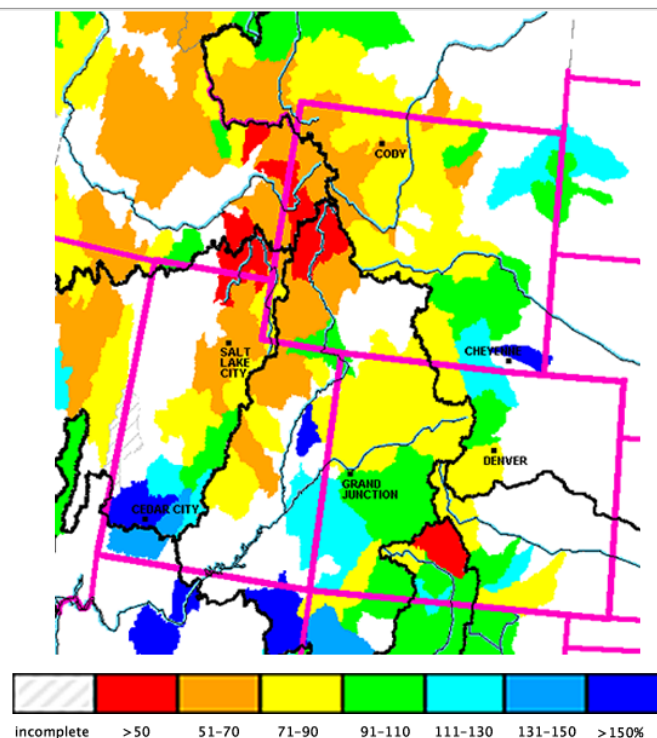 CODY
SALT
LAKE
CITY
CHEYENNE
DENVER
GRAND
JUNCTION
CEDAR CITY
incomplete >50 51-70 71-90 91-110 111-130 131-150 >150%